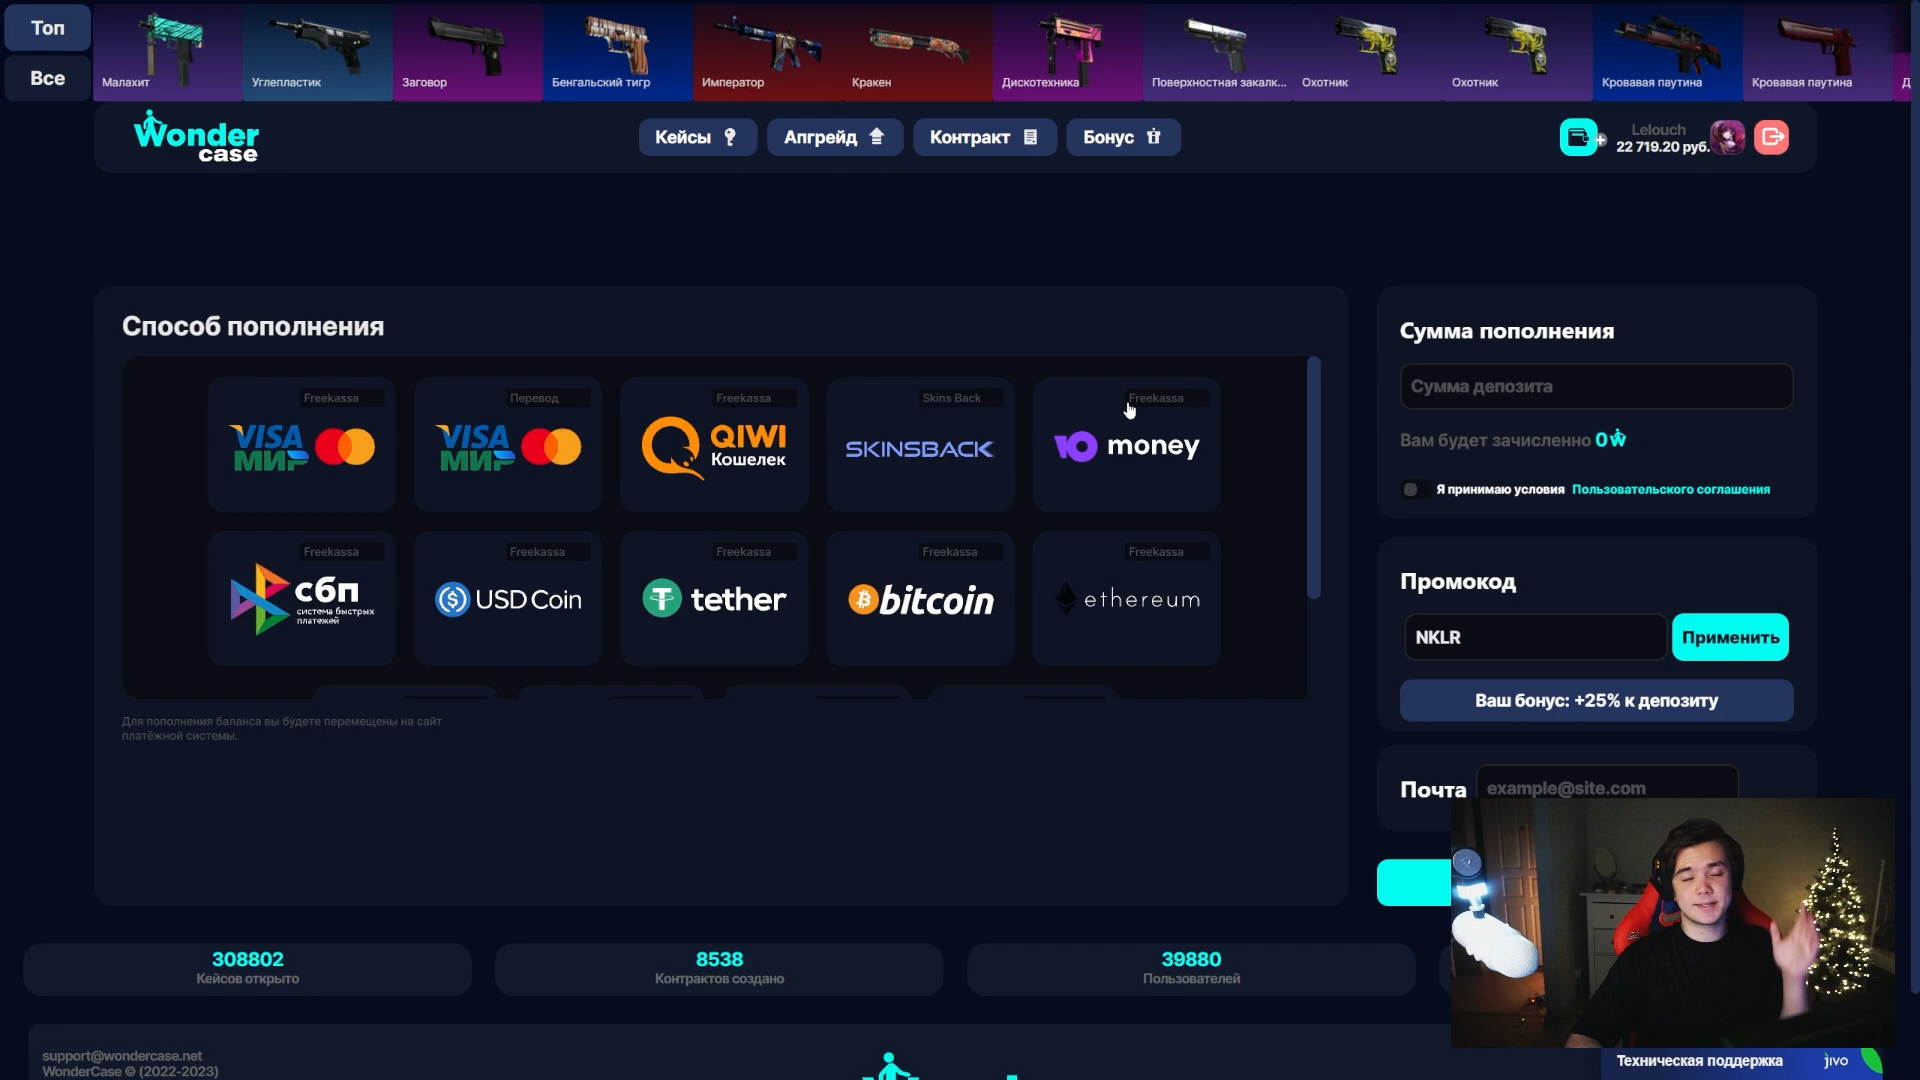 Топ
Все
Малахит
Углепластик
Заговор
Бенгальский тигр
Император
Кракен
Дискотехника
Поверхностная закалк...
Охотник
Охотник
Кровавая паутина
Кровавая паутина
Д
Wonder
case
Кейсы
Апгрейд
Контракт
Бонус
Lelouch
22 719.20 руб.
Способ пополнения
Freekassa
VISA
МИР
Перевод
VISA
МИР
Freekassa
QIWI
Кошелек
Skins Back
SKINSBACK
Freekassa
Ю money
Freekassa
сбп
система быстрых
платежей
Freekassa
USD Coin
Freekassa
tether
Freekassa
bitcoin
Freekassa
ethereum
Для пополнения баланса вы будете перемещены на сайт
платёжной системы.
Сумма пополнения
Сумма депозита
Вам будет зачисленно 0
Я принимаю условия Пользовательского соглашения
Промокод
NKLR
Применить
Ваш бонус: +25% к депозиту
Почта
example@site.com
308802
Кейсов открыто
8538
Контрактов создано
39880
Пользователей
support@wondercase.net
WonderCase © (2022-2023)
Техническая поддержка
jivo